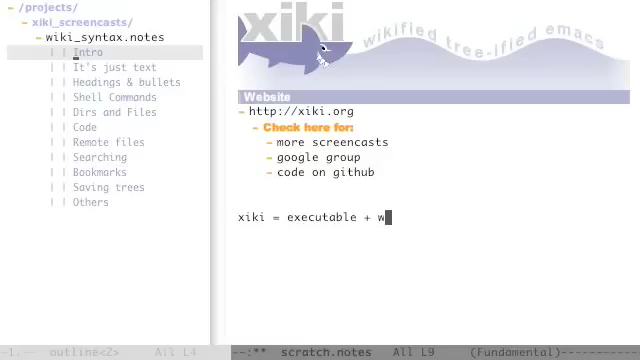 - /projects/
- xiki_screencasts/
- wiki_syntax.notes
| | Intro
| | It's just text
| | Headings & bullets
| | Shell Commands
| | Dirs and Files
| | Code
| | Remote files
| | Searching
| | Bookmarks
| | Saving trees
| | Others
xiki
wikified tree-ified emacs
| Website
- http://xiki.org
- Check here for:
- more screencasts
- google group
- code on github
xiki = executable + w
-1.-- outline<2> All L4
--:** scratch.notes All L9 (Fundamental)